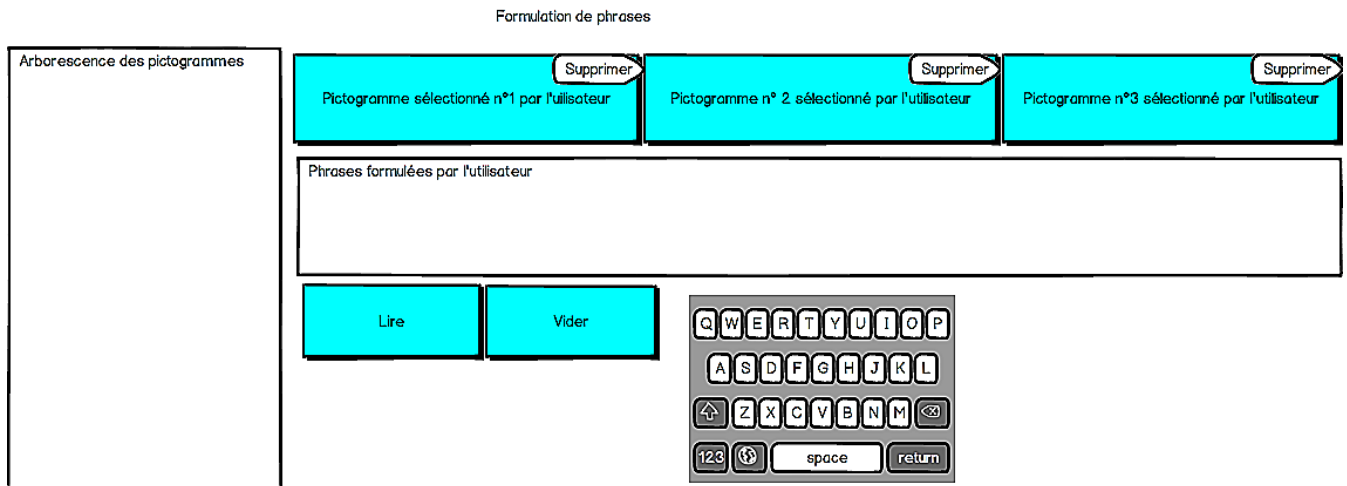 Formulation de phrases
Arborescence des pictogrammes
Supprimer
Pictogramme sélectionné n°1 par l'uilisateur
Supprimer
Pictogramme n° 2 sélectionné par l'utilisateur
Supprimer
Pictogramme n°3 sélectionné par l'utilisateur
Phrases formulées par l'utilisateur
Lire
Vider
Q W E R T Y U I O P
A S D F G H J K L
Z X C V B N M
123 space return